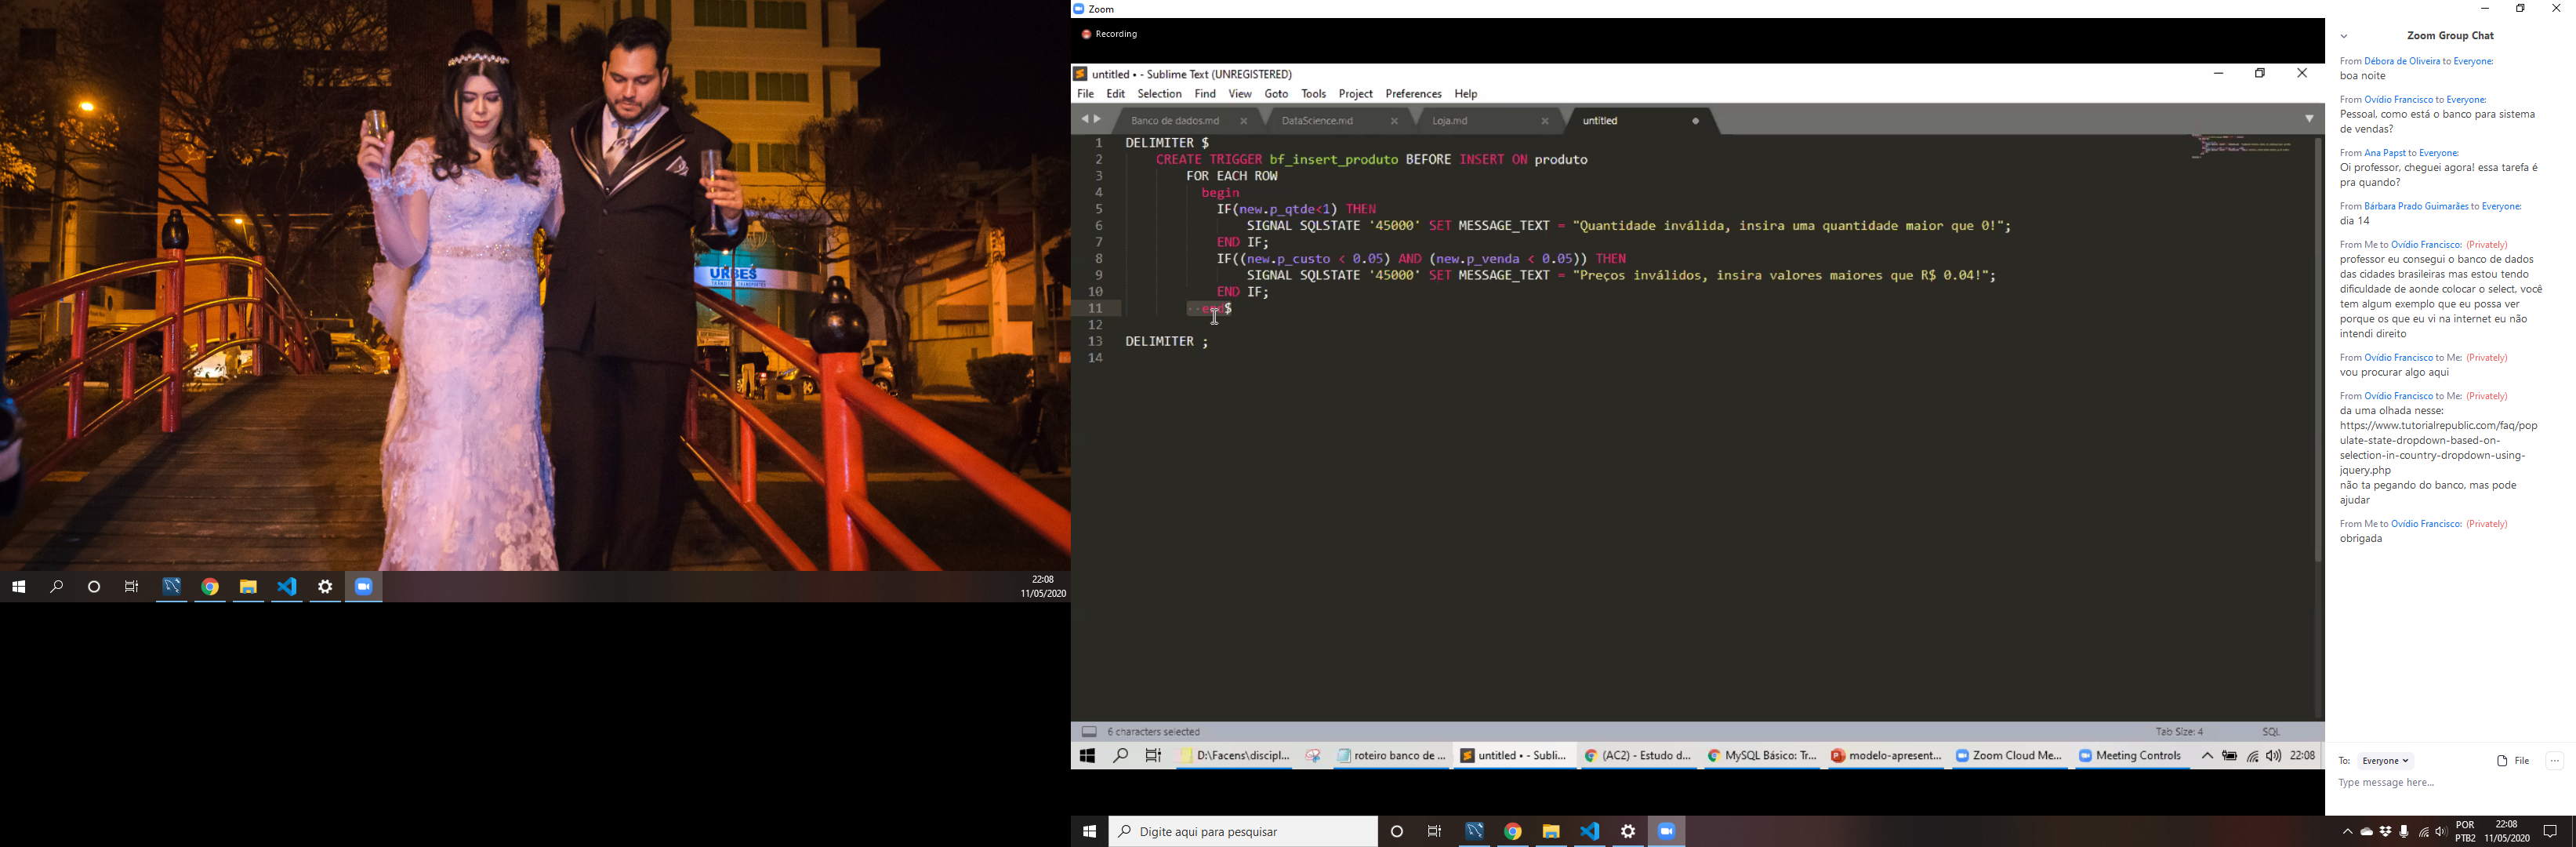 URBES
22:08
11/05/2020
Zoom
Recording
untitled • - Sublime Text (UNREGISTERED)
File Edit Selection Find View Goto Tools Project Preferences Help
Banco de dados.md
DataScience.md
Loja.md
untitled
1 DELIMITER $
2 CREATE TRIGGER bf_insert_produto BEFORE INSERT ON produto
3 FOR EACH ROW
4 begin
5 IF(new.p_qtde<1) THEN
6 SIGNAL SQLSTATE '45000' SET MESSAGE_TEXT = "Quantidade inválida, insira uma quantidade maior que 0!";
7 END IF;
8 IF((new.p_custo < 0.05) AND (new.p_venda < 0.05)) THEN
9 SIGNAL SQLSTATE '45000' SET MESSAGE_TEXT = "Preços inválidos, insira valores maiores que R$ 0.04!";
10 END IF;
11 end$
12
13 DELIMITER ;
14
6 characters selected
Tab Size: 4
SQL
D:\Facens\discipl...
roteiro banco de ...
untitled • - Subli...
(AC2) - Estudo d...
MySQL Básico: Tr...
modelo-apresent...
Zoom Cloud Me...
Meeting Controls
22:08
Digite aqui para pesquisar
Zoom Group Chat
From Débora de Oliveira to Everyone:
boa noite
From Ovídio Francisco to Everyone:
Pessoal, como está o banco para sistema
de vendas?
From Ana Papst to Everyone:
Oi professor, cheguei agora! essa tarefa é
pra quando?
From Bárbara Prado Guimarães to Everyone:
dia 14
From Me to Ovídio Francisco: (Privately)
professor eu consegui o banco de dados
das cidades brasileiras mas estou tendo
dificuldade de aonde colocar o select, você
tem algum exemplo que eu possa ver
porque os que eu vi na internet eu não
intendi direito
From Ovídio Francisco to Me: (Privately)
vou procurar algo aqui
From Ovídio Francisco to Me: (Privately)
da uma olhada nesse:
https://www.tutorialrepublic.com/faq/pop
ulate-state-dropdown-based-on-
selection-in-country-dropdown-using-
jquery.php
não ta pegando do banco, mas pode
ajudar
From Me to Ovídio Francisco: (Privately)
obrigada
To: Everyone
File
Type message here...
POR
PTB2
22:08
11/05/2020